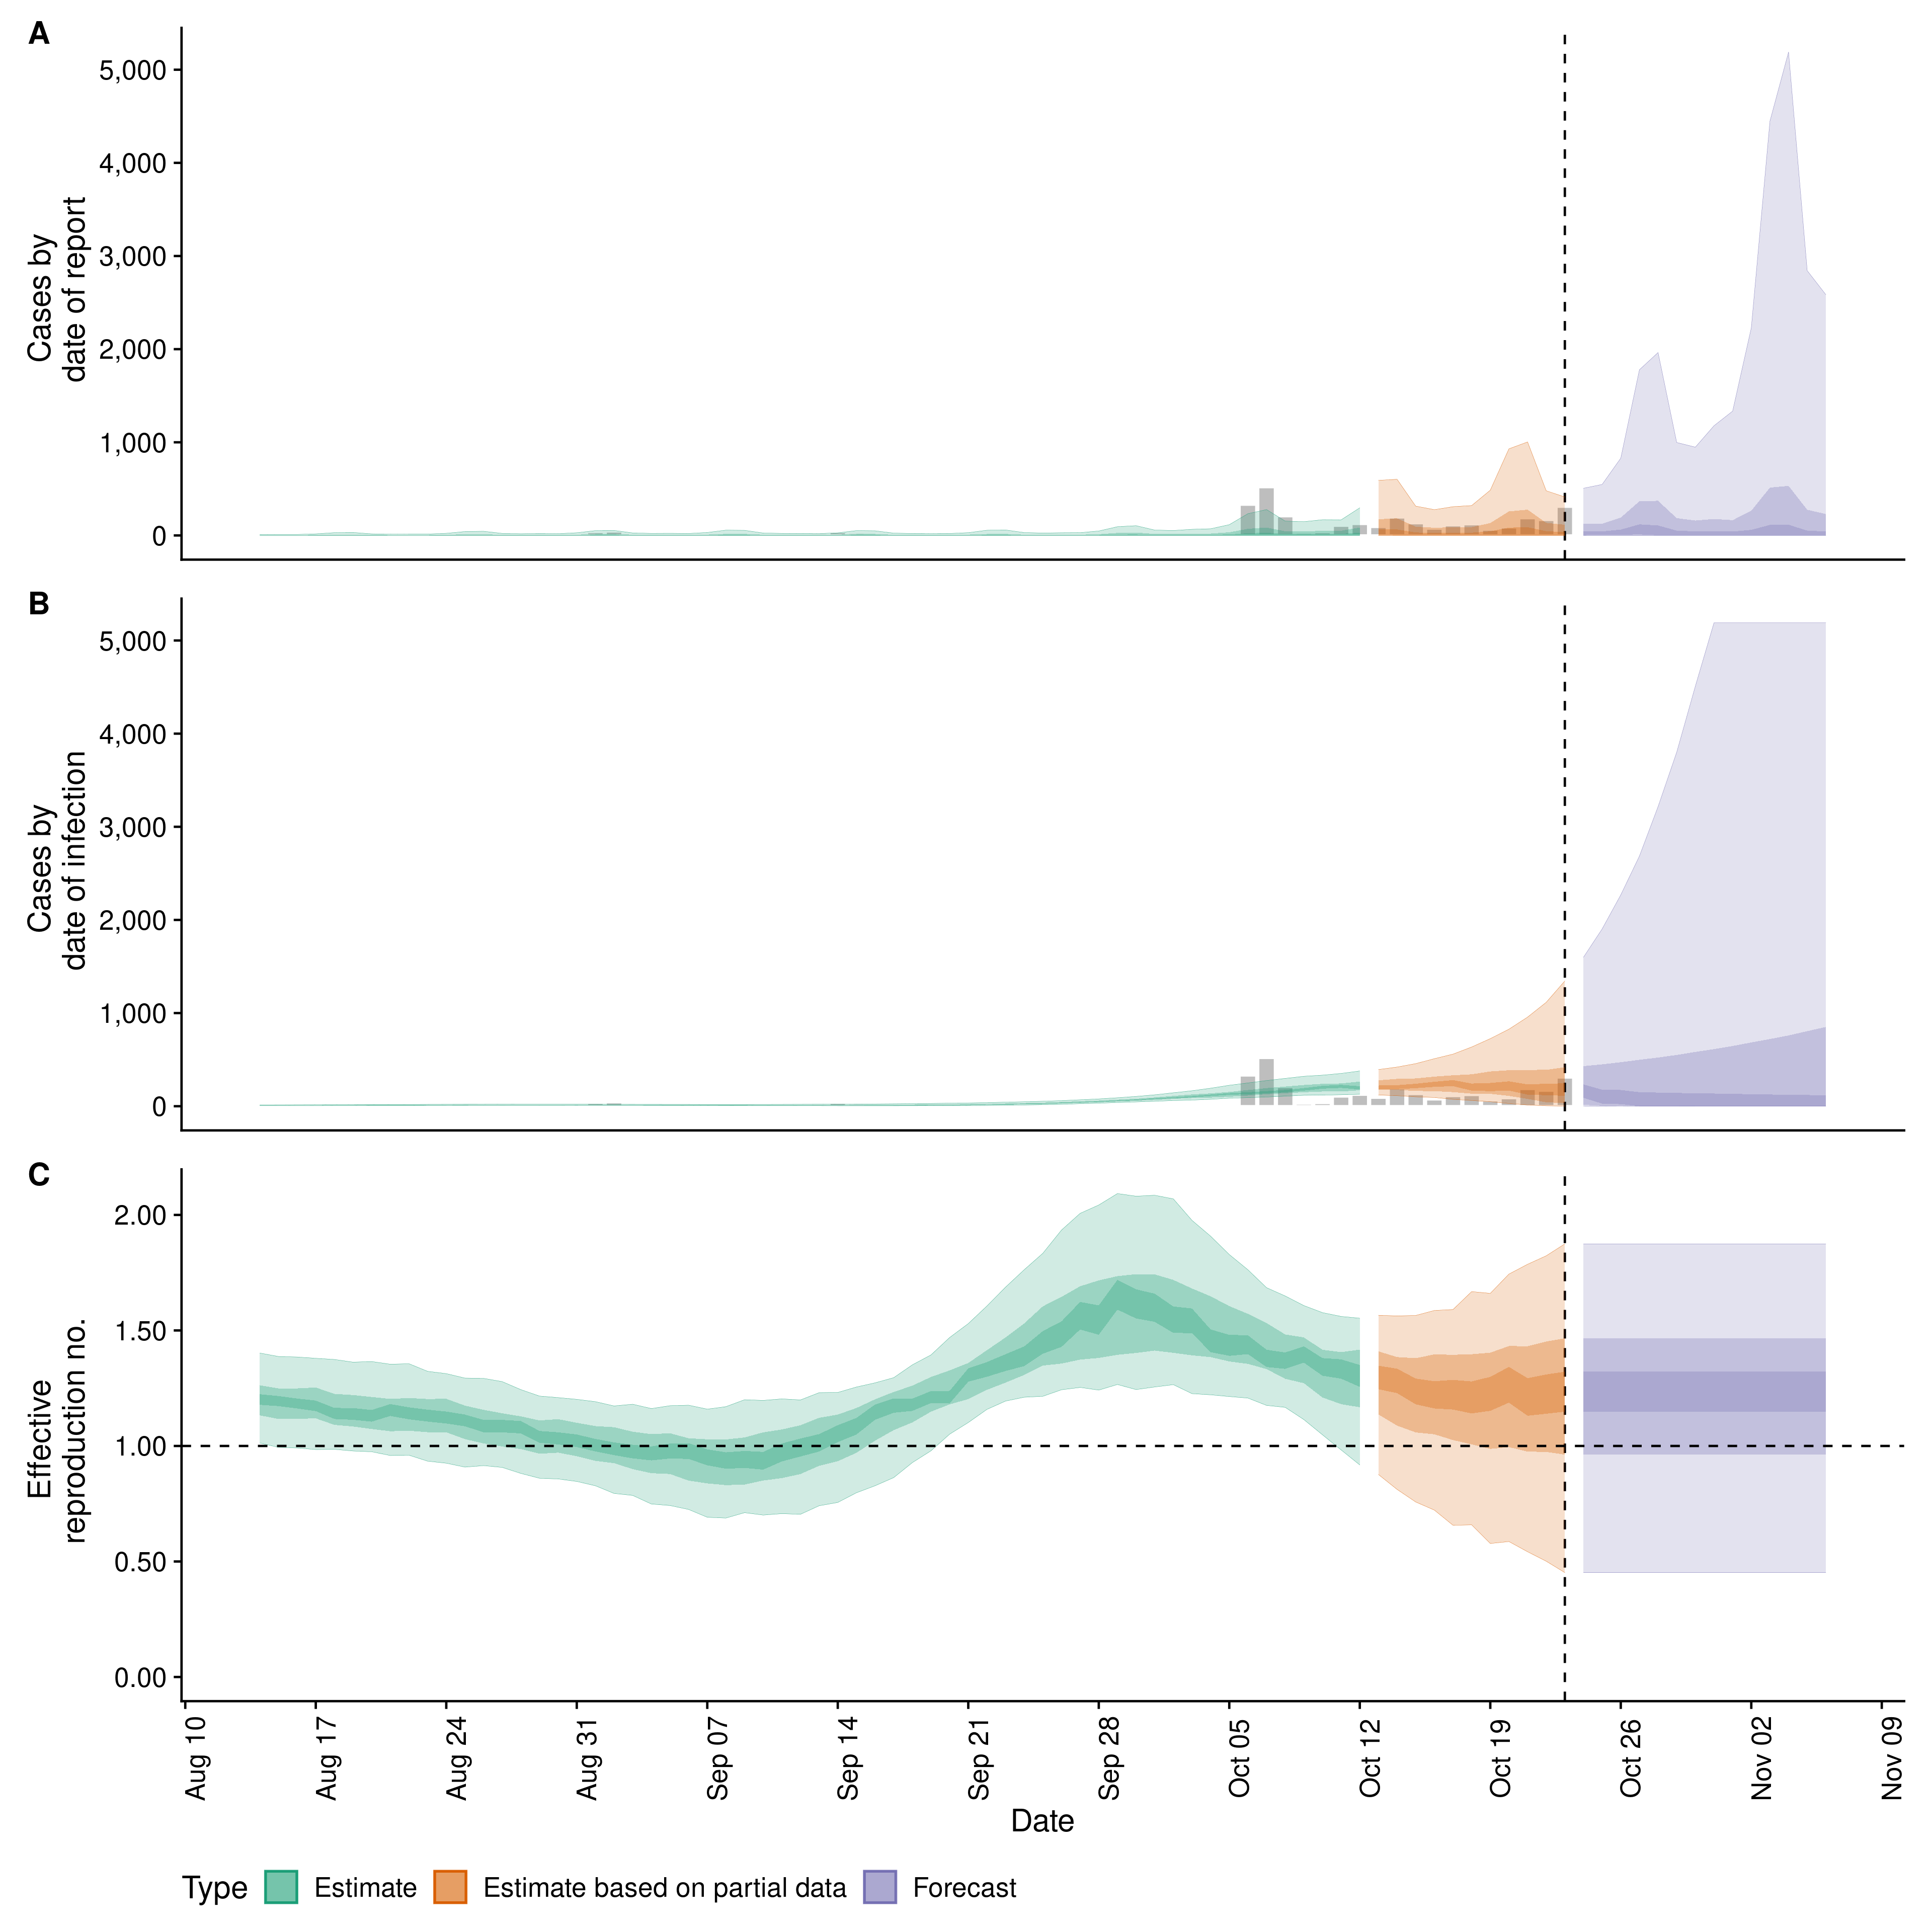 A
5,000
4,000
3,000
2,000
1,000
0
Cases by
date of report
B
5,000
4,000
3,000
2,000
1,000
0
Cases by
date of infection
C
2.00
1.50
1.00
0.50
0.00
Effective
reproduction no.
Aug 10
Aug 17
Aug 24
Aug 31
Sep 07
Sep 14
Sep 21
Sep 28
Oct 05
Oct 12
Oct 19
Oct 26
Nov 02
Nov 09
Date
Type Estimate Estimate based on partial data Forecast